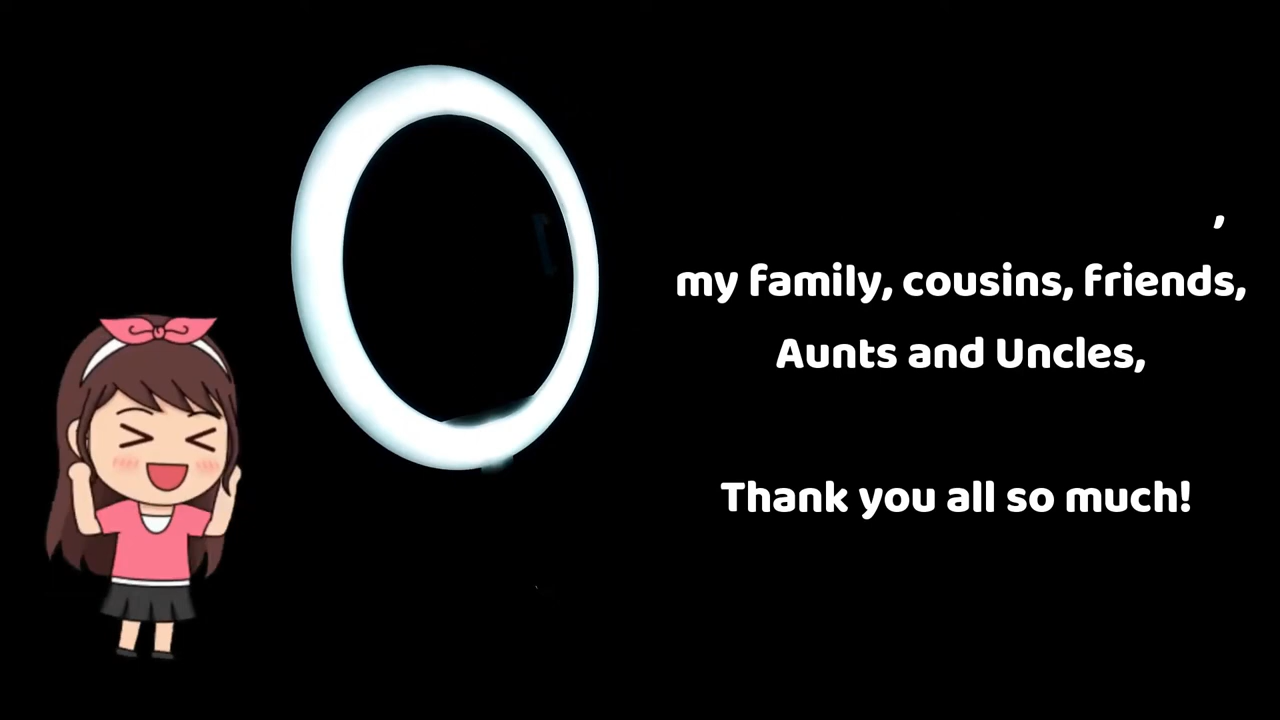 ,
my family, cousins, friends,
Aunts and Uncles,
Thank you all so much!